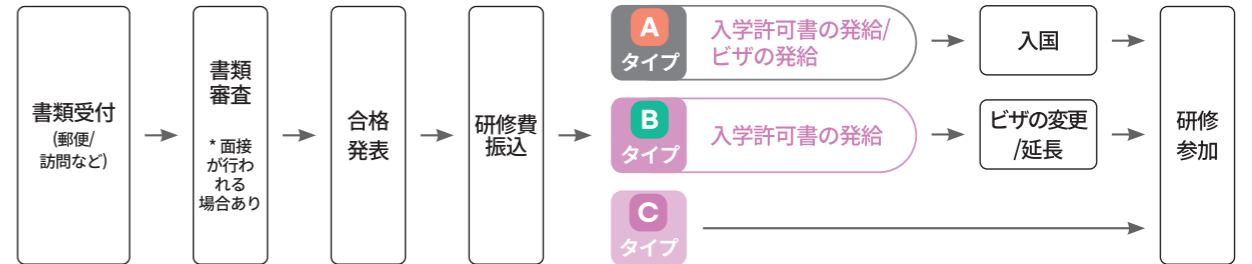 書類受付
(郵便/
訪問など)
書類
審査
* 面接
が行わ
れる
場合あり
合格
発表
研修費
振込
A
タイプ
入学許可書の発給/
ビザの発給
入国
B
タイプ
入学許可書の発給
ビザの変更
/延長
C
タイプ
研修
参加